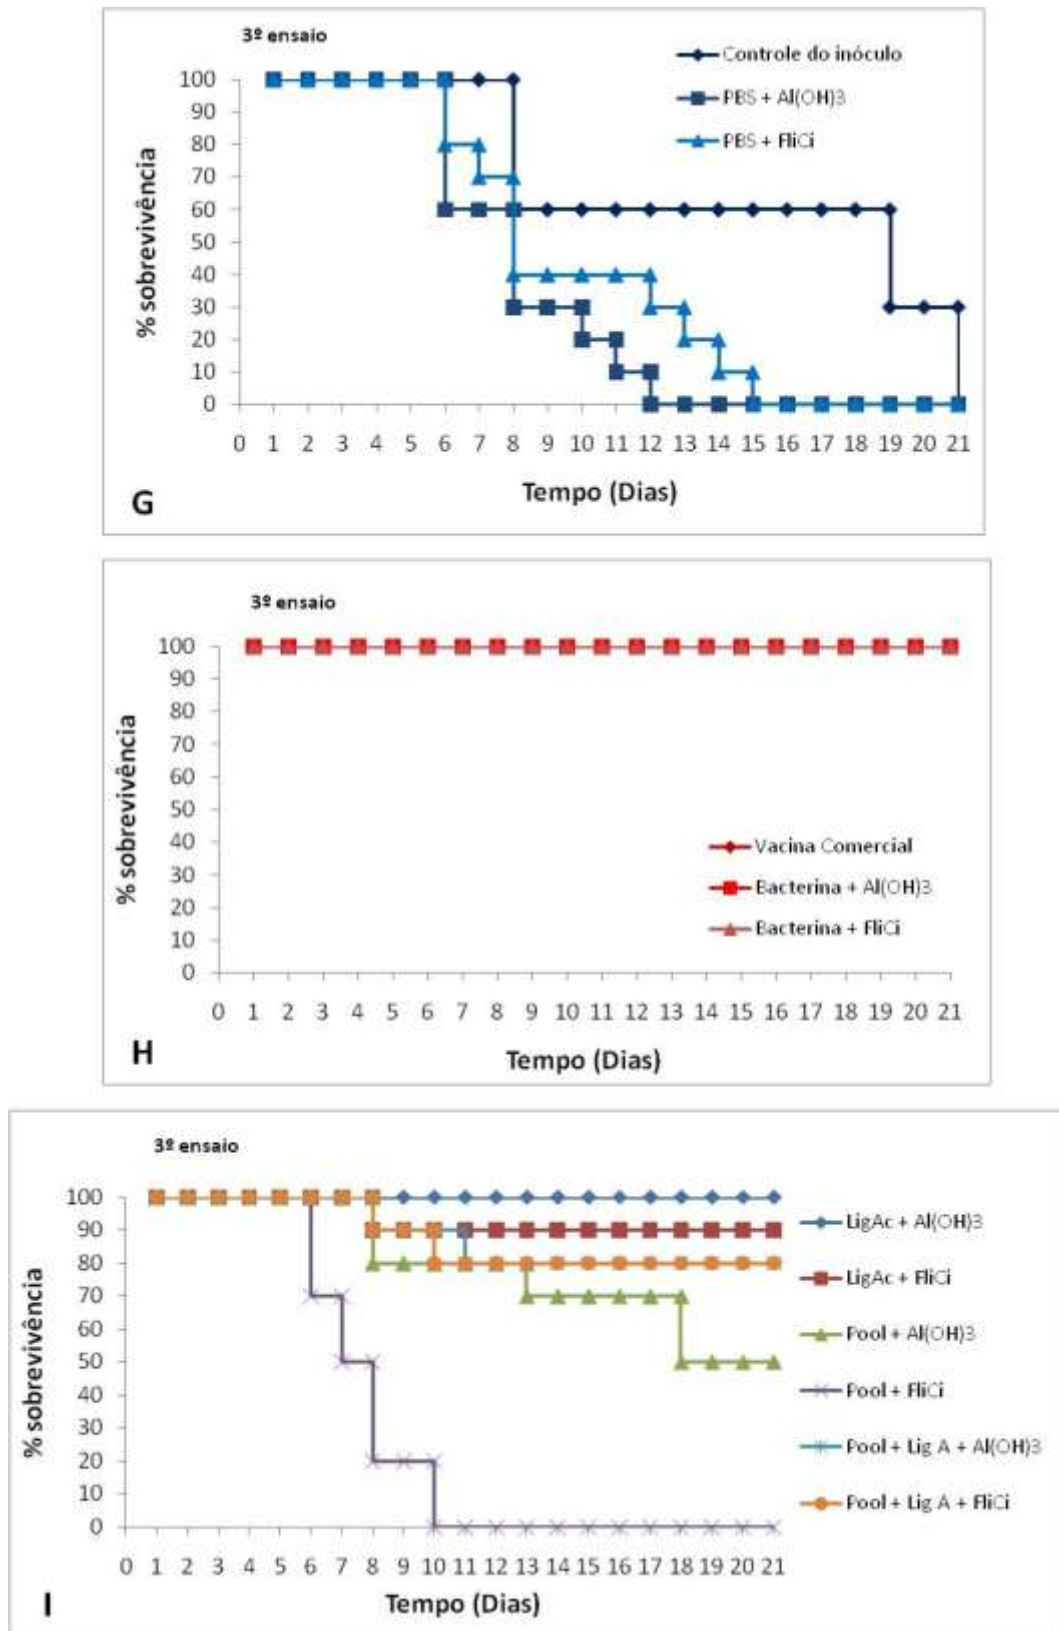 3º ensaio
Controle do inóculo
PBS + Al(OH)3
PBS + FliCi
100
90
80
70
60
50
40
30
20
10
0
% sobrevivência
0 1 2 3 4 5 6 7 8 9 10 11 12 13 14 15 16 17 18 19 20 21
Tempo (Dias)
G
3º ensaio
100
90
80
70
60
50
40
30
20
10
0
% sobrevivência
Vacina Comercial
Bacterina + Al(OH)3
Bacterina + FliCi
0 1 2 3 4 5 6 7 8 9 10 11 12 13 14 15 16 17 18 19 20 21
Tempo (Dias)
H
3º ensaio
100
90
80
70
60
50
40
30
20
10
0
% sobrevivência
LigAc + Al(OH)3
LigAc + FliCi
Pool + Al(OH)3
Pool + FliCi
Pool + Lig A + Al(OH)3
Pool + Lig A + FliCi
0 1 2 3 4 5 6 7 8 9 10 11 12 13 14 15 16 17 18 19 20 21
Tempo (Dias)
I